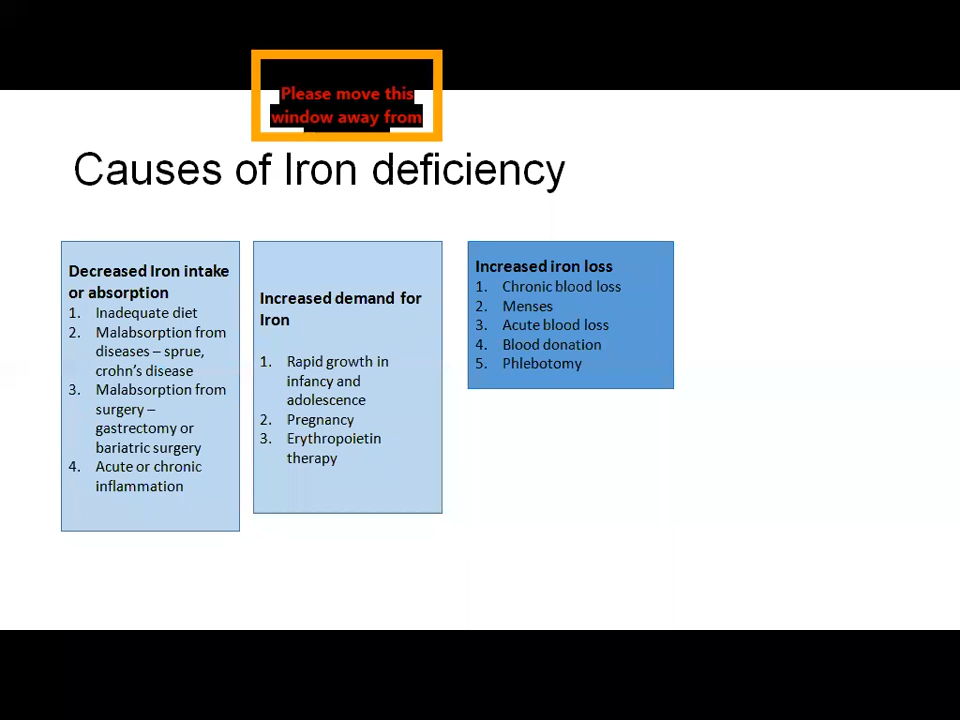 Please move this
window away from
Causes of Iron deficiency
Decreased Iron intake
or absorption
1. Inadequate diet
2. Malabsorption from
diseases – sprue,
crohn's disease
3. Malabsorption from
surgery –
gastrectomy or
bariatric surgery
4. Acute or chronic
inflammation
Increased demand for
Iron
1. Rapid growth in
infancy and
adolescence
2. Pregnancy
3. Erythropoietin
therapy
Increased iron loss
1. Chronic blood loss
2. Menses
3. Acute blood loss
4. Blood donation
5. Phlebotomy